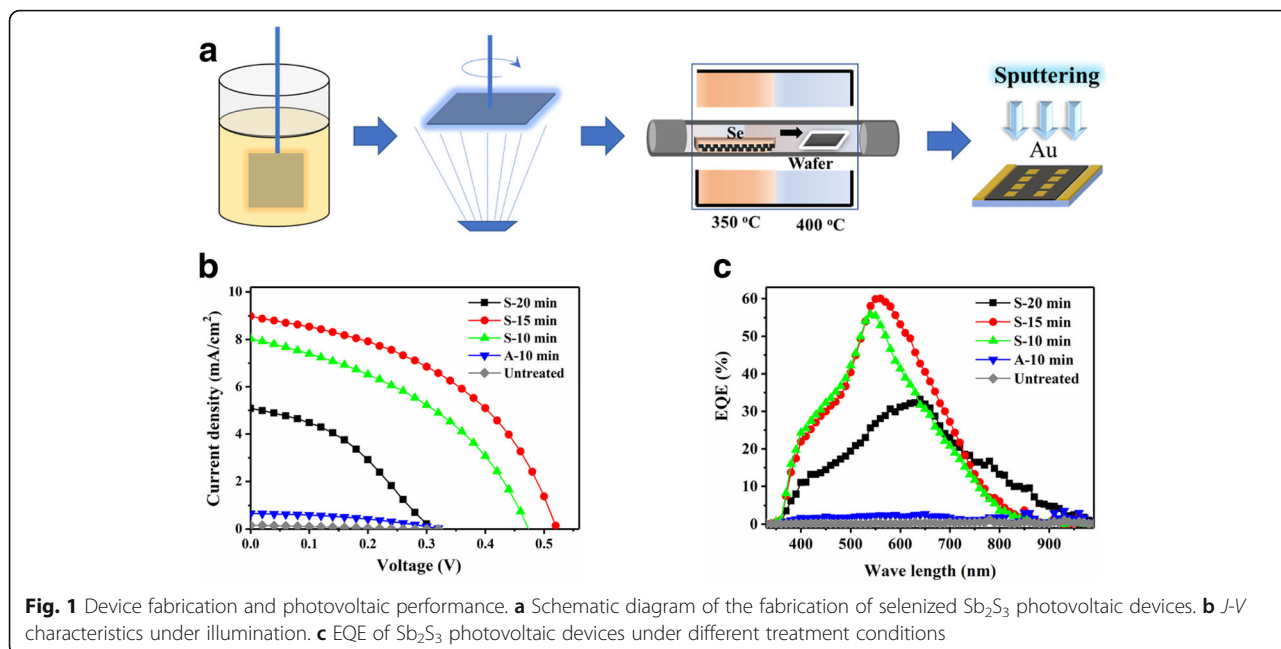 a
Sputtering
Se
Au
Wafer
350 °C 400 °C
b
10
8
6
4
2
0
Current density (mA/cm²)
0.0 0.1 0.2 0.3 0.4 0.5
Voltage (V)
S-20 min
S-15 min
S-10 min
A-10 min
Untreated
c
60
50
40
30
20
10
0
EQE (%)
400 500 600 700 800 900
Wave length (nm)
S-20 min
S-15 min
S-10 min
A-10 min
Untreated
Fig. 1 Device fabrication and photovoltaic performance. a Schematic diagram of the fabrication of selenized Sb₂S₃ photovoltaic devices. b J-V
characteristics under illumination. c EQE of Sb₂S₃ photovoltaic devices under different treatment conditions